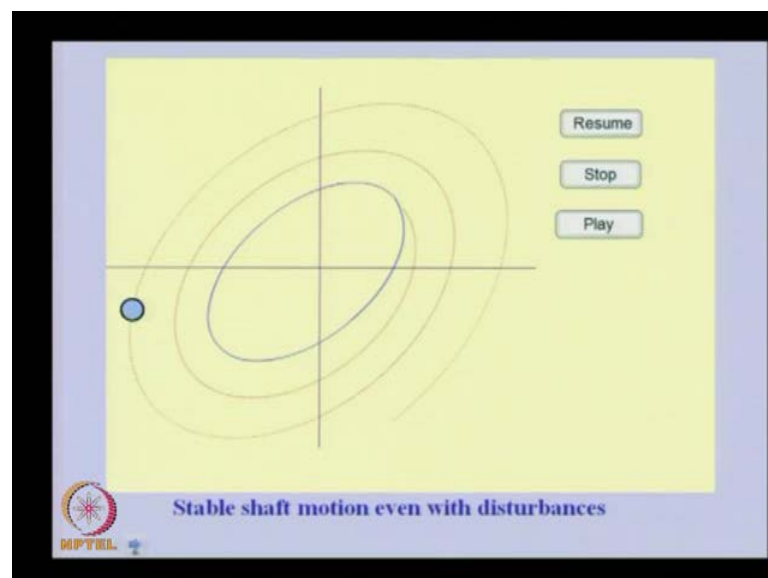 Resume
Stop
Play
Stable shaft motion even with disturbances
NPTEL